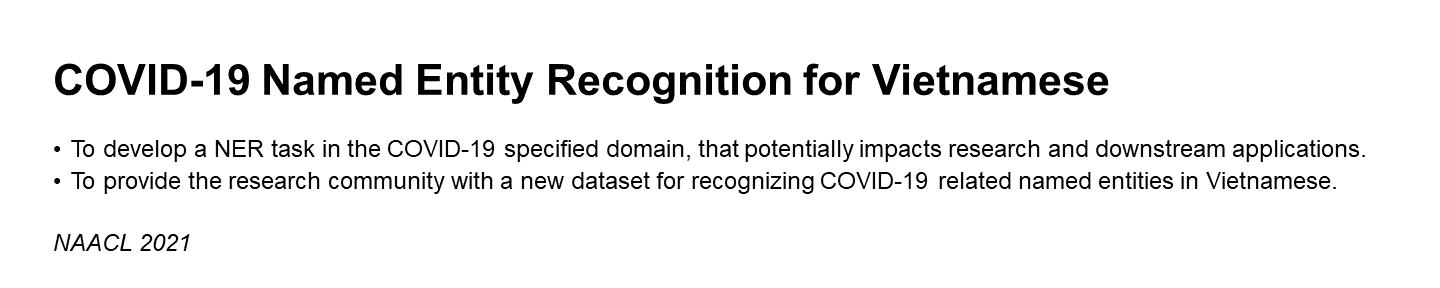 COVID-19 Named Entity Recognition for Vietnamese
• To develop a NER task in the COVID-19 specified domain, that potentially impacts research and downstream applications.
• To provide the research community with a new dataset for recognizing COVID-19 related named entities in Vietnamese.
NAACL 2021